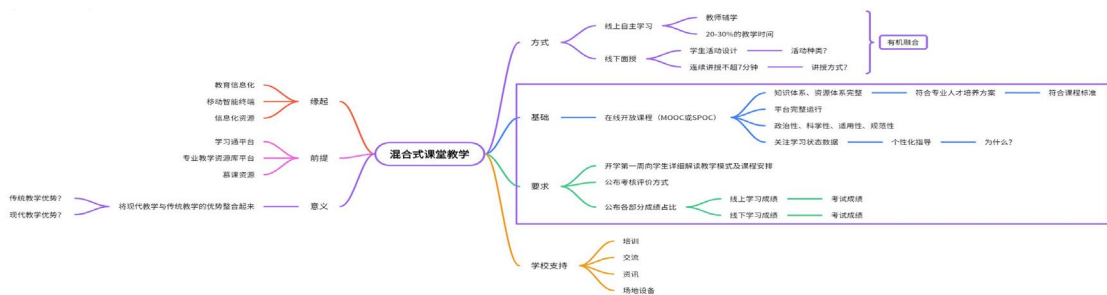 混合式课堂教学
缘起
教育信息化
移动智能终端
信息化资源
前提
学习通平台
专业教学资源库平台
慕课资源
意义
将现代教学与传统教学的优势整合起来
传统教学优势？
现代教学优势？
方式
线上自主学习
教师辅学
20-30%的教学时间
线下面授
学生活动设计
活动种类？
连续讲授不超7分钟
讲授方式？
有机融合
基础
在线开放课程（MOOC或SPOC）
知识体系、资源体系完整
符合专业人才培养方案
符合课程标准
平台完整运行
政治性、科学性、适用性、规范性
关注学习状态数据
个性化指导
为什么？
要求
开学第一周向学生详细解读教学模式及课程安排
公布考核评价方式
公布各部分成绩占比
线上学习成绩
考试成绩
线下学习成绩
考试成绩
学校支持
培训
交流
资讯
场地设备